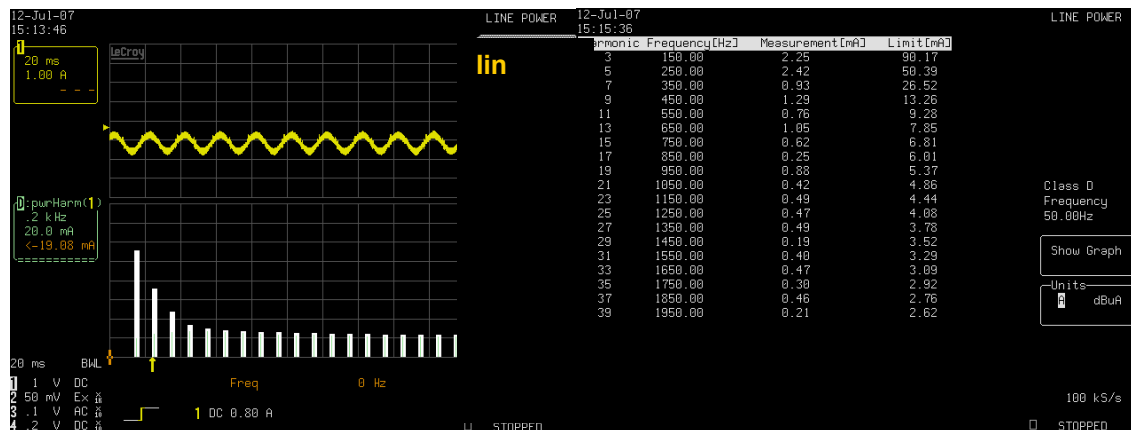 12-Jul-07
15:13:46
LINE POWER
1
20 ms
1.00 A
- - -
LeCroy
D:pwrHarm(1)
.2 kHz
20.0 mA
<-19.08 mA
20 ms BWL
Freq 0 Hz
1 1 V DC
2 50 mV Ex
3 .1 V AC
4 .2 V DC
1 DC 0.80 A
STOPPED
lin
12-Jul-07
15:15:36
LINE POWER
armonic Frequency[Hz] Measurement[mA] Limit[mA]
3 150.00 2.25 90.17
5 250.00 2.42 50.39
7 350.00 0.93 26.52
9 450.00 1.29 13.26
11 550.00 0.76 9.28
13 650.00 1.05 7.85
15 750.00 0.62 6.81
17 850.00 0.25 6.01
19 950.00 0.88 5.37
21 1050.00 0.42 4.86
23 1150.00 0.49 4.44
25 1250.00 0.47 4.08
27 1350.00 0.49 3.78
29 1450.00 0.19 3.52
31 1550.00 0.40 3.29
33 1650.00 0.47 3.09
35 1750.00 0.30 2.92
37 1850.00 0.46 2.76
39 1950.00 0.21 2.62
Class D
Frequency
50.00Hz
Show Graph
Units
A dBuA
100 kS/s
STOPPED